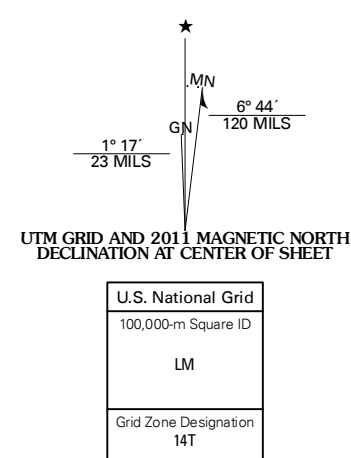 ★
MN
6° 44´
120 MILS
GN
1° 17´
23 MILS
UTM GRID AND 2011 MAGNETIC NORTH
DECLINATION AT CENTER OF SHEET
U.S. National Grid
100,000-m Square ID
LM
Grid Zone Designation
14T